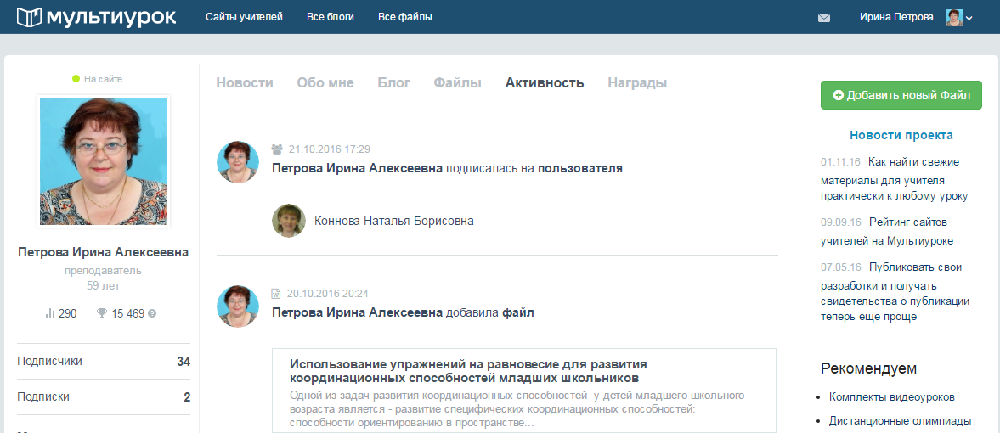 мультиурок
Сайты учителей Все блоги Все файлы
Ирина Петрова
На сайте
Петрова Ирина Алексеевна
преподаватель
59 лет
290 15 469 ?
Подписчики 34
Подписки 2
Новости Обо мне Блог Файлы Активность Награды
21.10.2016 17:29
Петрова Ирина Алексеевна подписалась на пользователя
Коннова Наталья Борисовна
20.10.2016 20:24
Петрова Ирина Алексеевна добавила файл
Использование упражнений на равновесие для развития
координационных способностей младших школьников
Одной из задач развития координационных способностей у детей младшего школьного
возраста является - развитие специфических координационных способностей:
способности ориентированию в пространстве...
Добавить новый Файл
Новости проекта
01.11.16 Как найти свежие
материалы для учителя
практически к любому уроку
09.09.16 Рейтинг сайтов
учителей на Мультиуроке
07.05.16 Публиковать свои
разработки и получать
свидетельства о публикации
теперь еще проще
Рекомендуем
Комплекты видеоуроков
Дистанционные олимпиады